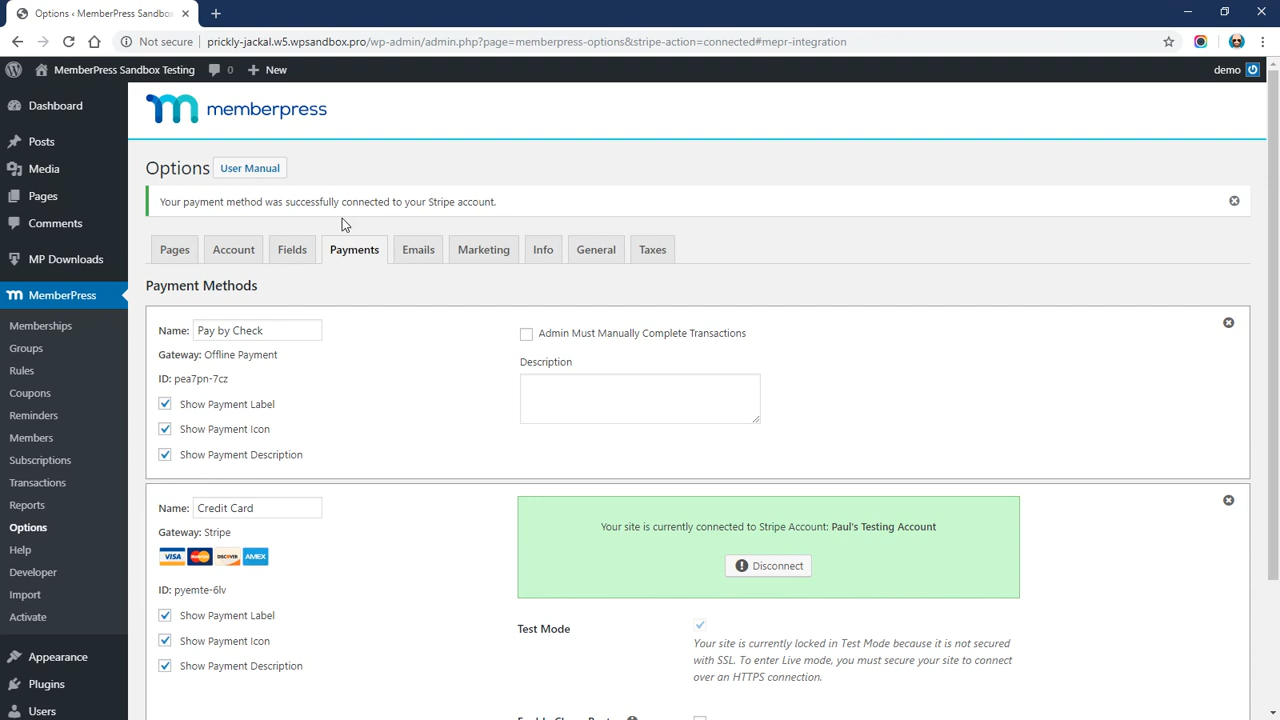 Options ‹ MemberPress Sandbox
Not secure
prickly-jackal.w5.wpsandbox.pro/wp-admin/admin.php?page=memberpress-options&stripe-action=connected#mepr-integration
MemberPress Sandbox Testing
0
New
demo
Dashboard
Posts
Media
Pages
Comments
MP Downloads
MemberPress
Memberships
Groups
Rules
Coupons
Reminders
Members
Subscriptions
Transactions
Reports
Options
Help
Developer
Import
Activate
Appearance
Plugins
Users
memberpress
Options
User Manual
Your payment method was successfully connected to your Stripe account.
Pages
Account
Fields
Payments
Emails
Marketing
Info
General
Taxes
Payment Methods
Name: Pay by Check
Gateway: Offline Payment
ID: pea7pn-7cz
Show Payment Label
Show Payment Icon
Show Payment Description
Admin Must Manually Complete Transactions
Description
Name: Credit Card
Gateway: Stripe
VISA
MasterCard
DISCOVER
AMEX
ID: pyemte-6lv
Show Payment Label
Show Payment Icon
Show Payment Description
Your site is currently connected to Stripe Account: Paul's Testing Account
Disconnect
Test Mode
Your site is currently locked in Test Mode because it is not secured
with SSL. To enter Live mode, you must secure your site to connect
over an HTTPS connection.